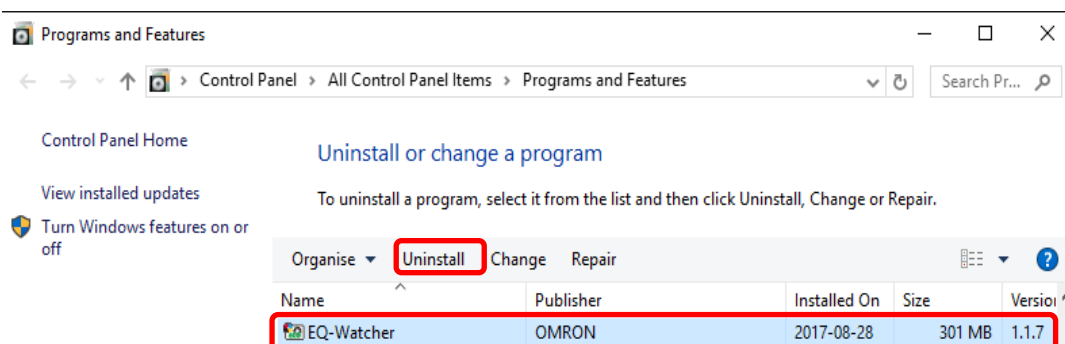 Programs and Features
Control Panel > All Control Panel Items > Programs and Features
Search Pr...
Control Panel Home
Uninstall or change a program
View installed updates
To uninstall a program, select it from the list and then click Uninstall, Change or Repair.
Turn Windows features on or
off
Organise Uninstall Change Repair
Name Publisher Installed On Size Version
EQ-Watcher OMRON 2017-08-28 301 MB 1.1.7